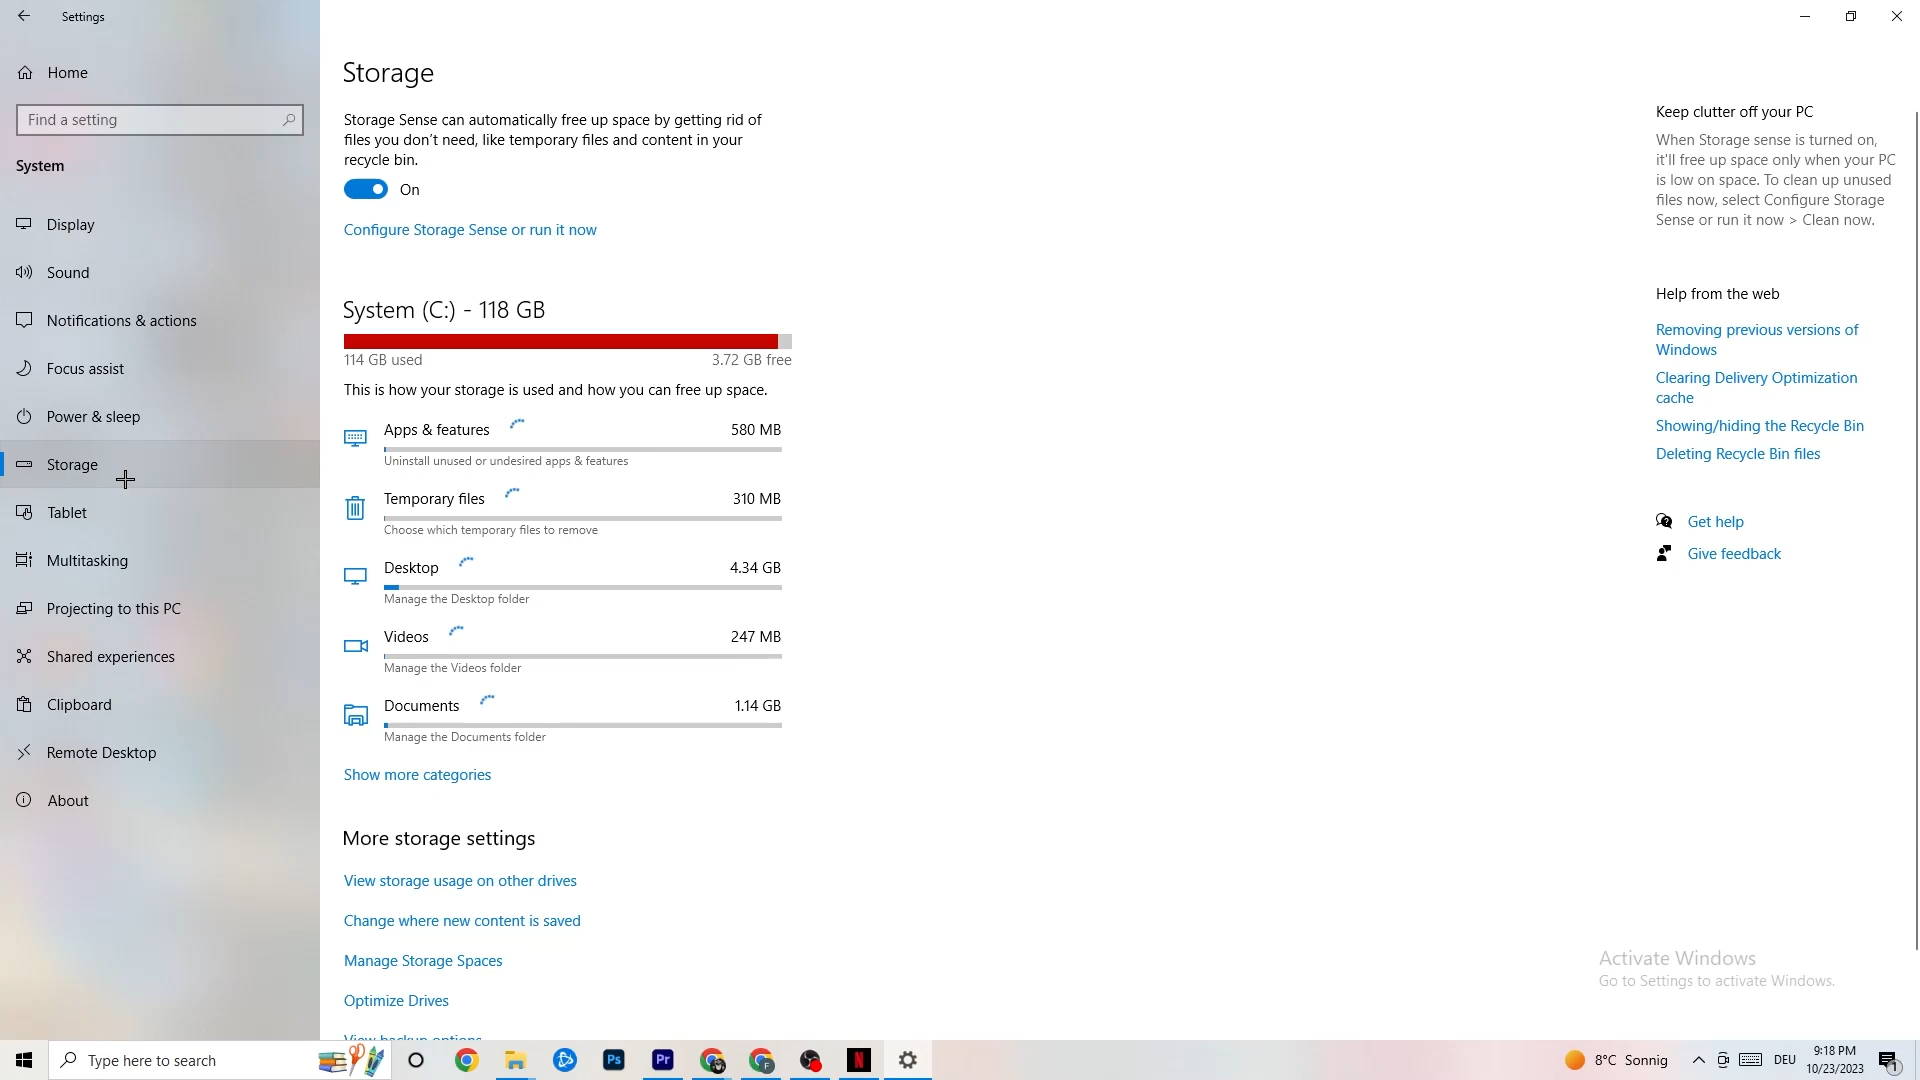 Settings
Home
Find a setting
System
Display
Sound
Notifications & actions
Focus assist
Power & sleep
Storage
Tablet
Multitasking
Projecting to this PC
Shared experiences
Clipboard
Remote Desktop
About
Storage
Storage Sense can automatically free up space by getting rid of
files you don't need, like temporary files and content in your
recycle bin.
On
Configure Storage Sense or run it now
System (C:) - 118 GB
114 GB used 3.72 GB free
This is how your storage is used and how you can free up space.
Apps & features 580 MB
Uninstall unused or undesired apps & features
Temporary files 310 MB
Choose which temporary files to remove
Desktop 4.34 GB
Manage the Desktop folder
Videos 247 MB
Manage the Videos folder
Documents 1.14 GB
Manage the Documents folder
Show more categories
More storage settings
View storage usage on other drives
Change where new content is saved
Manage Storage Spaces
Optimize Drives
View backup options
Keep clutter off your PC
When Storage sense is turned on,
it'll free up space only when your PC
is low on space. To clean up unused
files now, select Configure Storage
Sense or run it now > Clean now.
Help from the web
Removing previous versions of
Windows
Clearing Delivery Optimization
cache
Showing/hiding the Recycle Bin
Deleting Recycle Bin files
Get help
Give feedback
Activate Windows
Go to Settings to activate Windows.
Type here to search
Ps
Pr
F
N
8°C Sonnig
DEU
9:18 PM
10/23/2023
1